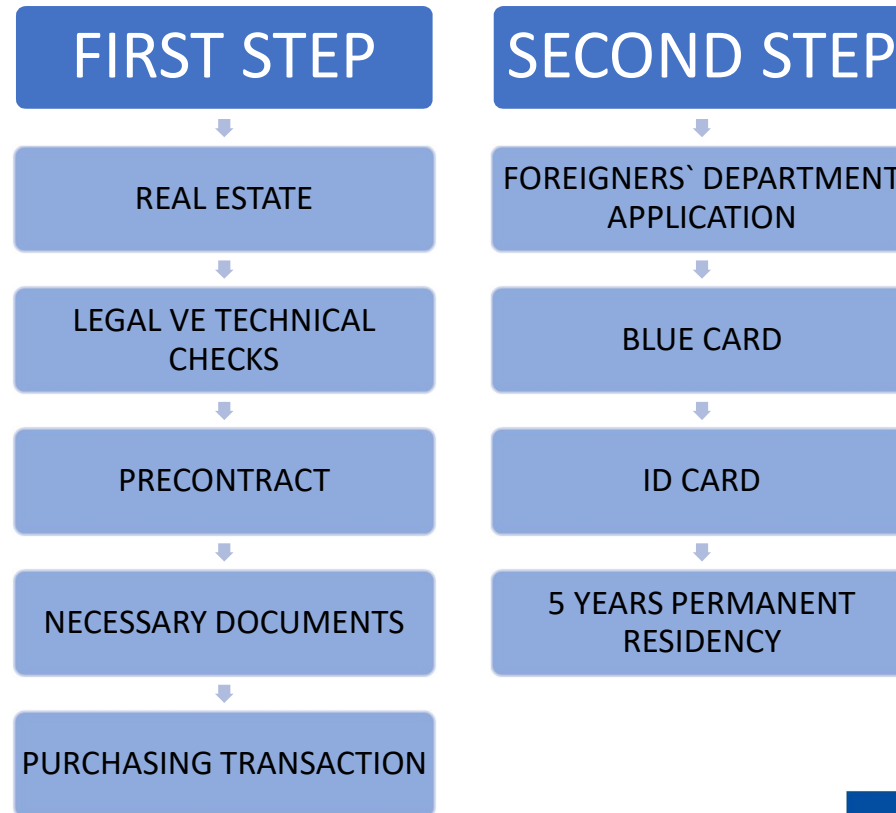 FIRST STEP
REAL ESTATE
LEGAL VE TECHNICAL
CHECKS
PRECONTRACT
NECESSARY DOCUMENTS
PURCHASING TRANSACTION
SECOND STEP
FOREIGNERS` DEPARTMENT
APPLICATION
BLUE CARD
ID CARD
5 YEARS PERMANENT
RESIDENCY